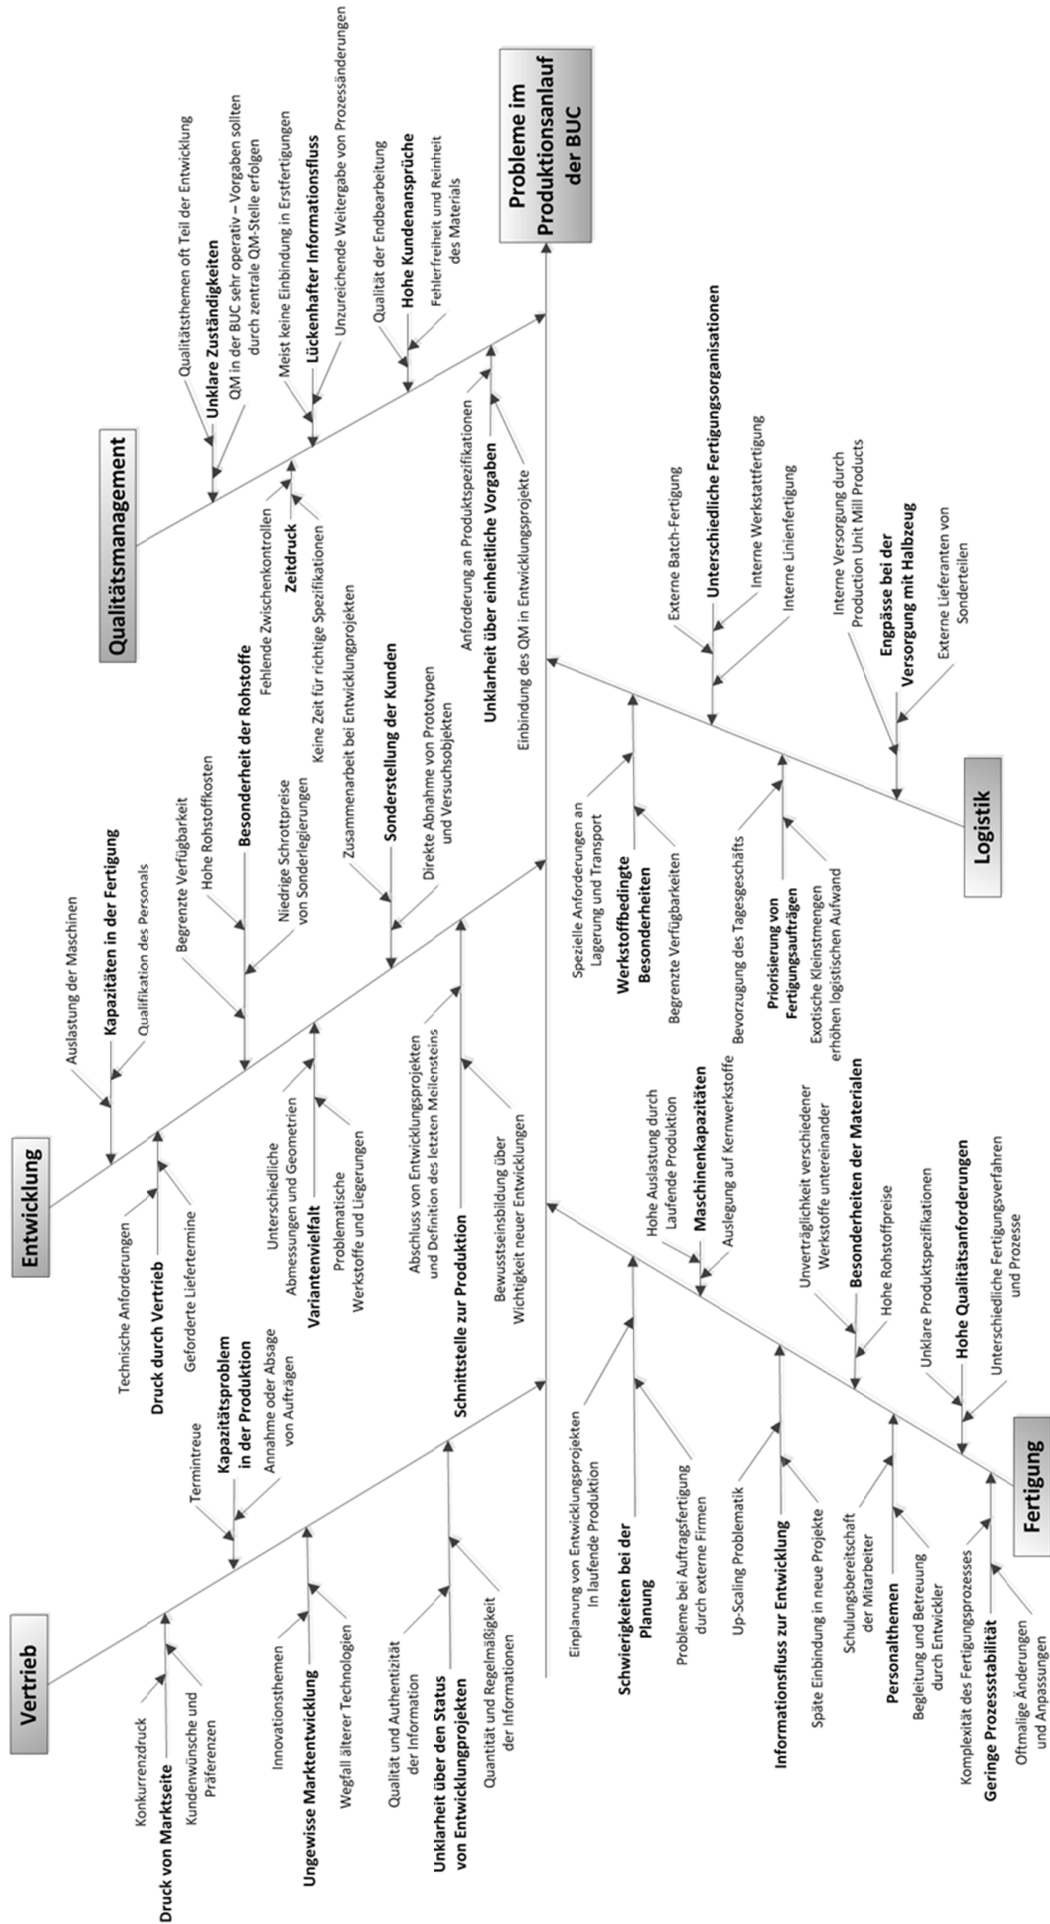 Vertrieb
Konkurrenzdruck
Druck von Marktseite
Kundenwünsche und
Präferenzen
Termintreue
Kapazitätsproblem
in der Produktion
Annahme oder Absage
von Aufträgen
Innovationsthemen
Ungewisse Marktentwicklung
Wegfall älterer Technologien
Qualität und Authentizität
der Information
Unklarheit über den Status
von Entwicklungprojekten
Quantität und Regelmäßigkeit
der Informationen
Entwicklung
Auslastung der Maschinen
Kapazitäten in der Fertigung
Qualifikation des Personals
Technische Anforderungen
Druck durch Vertrieb
Geforderte Liefertermine
Begrenzte Verfügbarkeit
Hohe Rohstoffkosten
Besonderheit der Rohstoffe
Niedrige Schrottpreise
von Sonderlegierungen
Unterschiedliche
Abmessungen und Geometrien
Variantenvielfalt
Problematische
Werkstoffe und Liegerungen
Zusammenarbeit bei Entwicklungprojekten
Sonderstellung der Kunden
Direkte Abnahme von Prototypen
und Versuchsobjekten
Abschluss von Entwicklungsprojekten
und Definition des letzten Meilensteins
Schnittstelle zur Produktion
Bewusstseinsbildung über
Wichtigkeit neuer Entwicklungen
Qualitätsmanagement
Qualitätsthemen oft Teil der Entwicklung
Unklare Zuständigkeiten
QM in der BUC sehr operativ – Vorgaben sollten
durch zentrale QM-Stelle erfolgen
Fehlende Zwischenkontrollen
Zeitdruck
Keine Zeit für richtige Spezifikationen
Meist keine Einbindung in Erstfertigungen
Lückenhafter Informationsfluss
Unzureichende Weitergabe von Prozessänderungen
Qualität der Endbearbeitung
Hohe Kundenansprüche
Fehlerfreiheit und Reinheit
des Materials
Anforderung an Produktspezifikationen
Unklarheit über einheitliche Vorgaben
Einbindung des QM in Entwicklungsprojekte
Probleme im
Produktionsanlauf
der BUC
Einplanung von Entwicklungsprojekten
In laufende Produktion
Schwierigkeiten bei der
Planung
Probleme bei Auftragsfertigung
durch externe Firmen
Hohe Auslastung durch
Laufende Produktion
Maschinenkapazitäten
Auslegung auf Kernwerkstoffe
Up-Scaling Problematik
Informationsfluss zur Entwicklung
Späte Einbindung in neue Projekte
Unverträglichkeit verschiedener
Werkstoffe untereinander
Besonderheiten der Materialen
Hohe Rohstoffpreise
Schulungsbereitschaft
der Mitarbeiter
Personalthemen
Begleitung und Betreuung
durch Entwickler
Unklare Produktspezifikationen
Hohe Qualitätsanforderungen
Unterschiedliche Fertigungsverfahren
und Prozesse
Komplexität des Fertigungsprozesses
Geringe Prozessstabilität
Oftmalige Änderungen
und Anpassungen
Fertigung
Spezielle Anforderungen an
Lagerung und Transport
Werkstoffbedingte
Besonderheiten
Begrenzte Verfügbarkeiten
Externe Batch-Fertigung
Unterschiedliche Fertigungsorganisationen
Interne Werkstattfertigung
Interne Linienfertigung
Bevorzugung des Tagesgeschäfts
Priorisierung von
Fertigungsaufträgen
Exotische Kleinstmengen
erhöhen logistischen Aufwand
Interne Versorgung durch
Production Unit Mill Products
Engpässe bei der
Versorgung mit Halbzeug
Externe Lieferanten von
Sonderteilen
Logistik